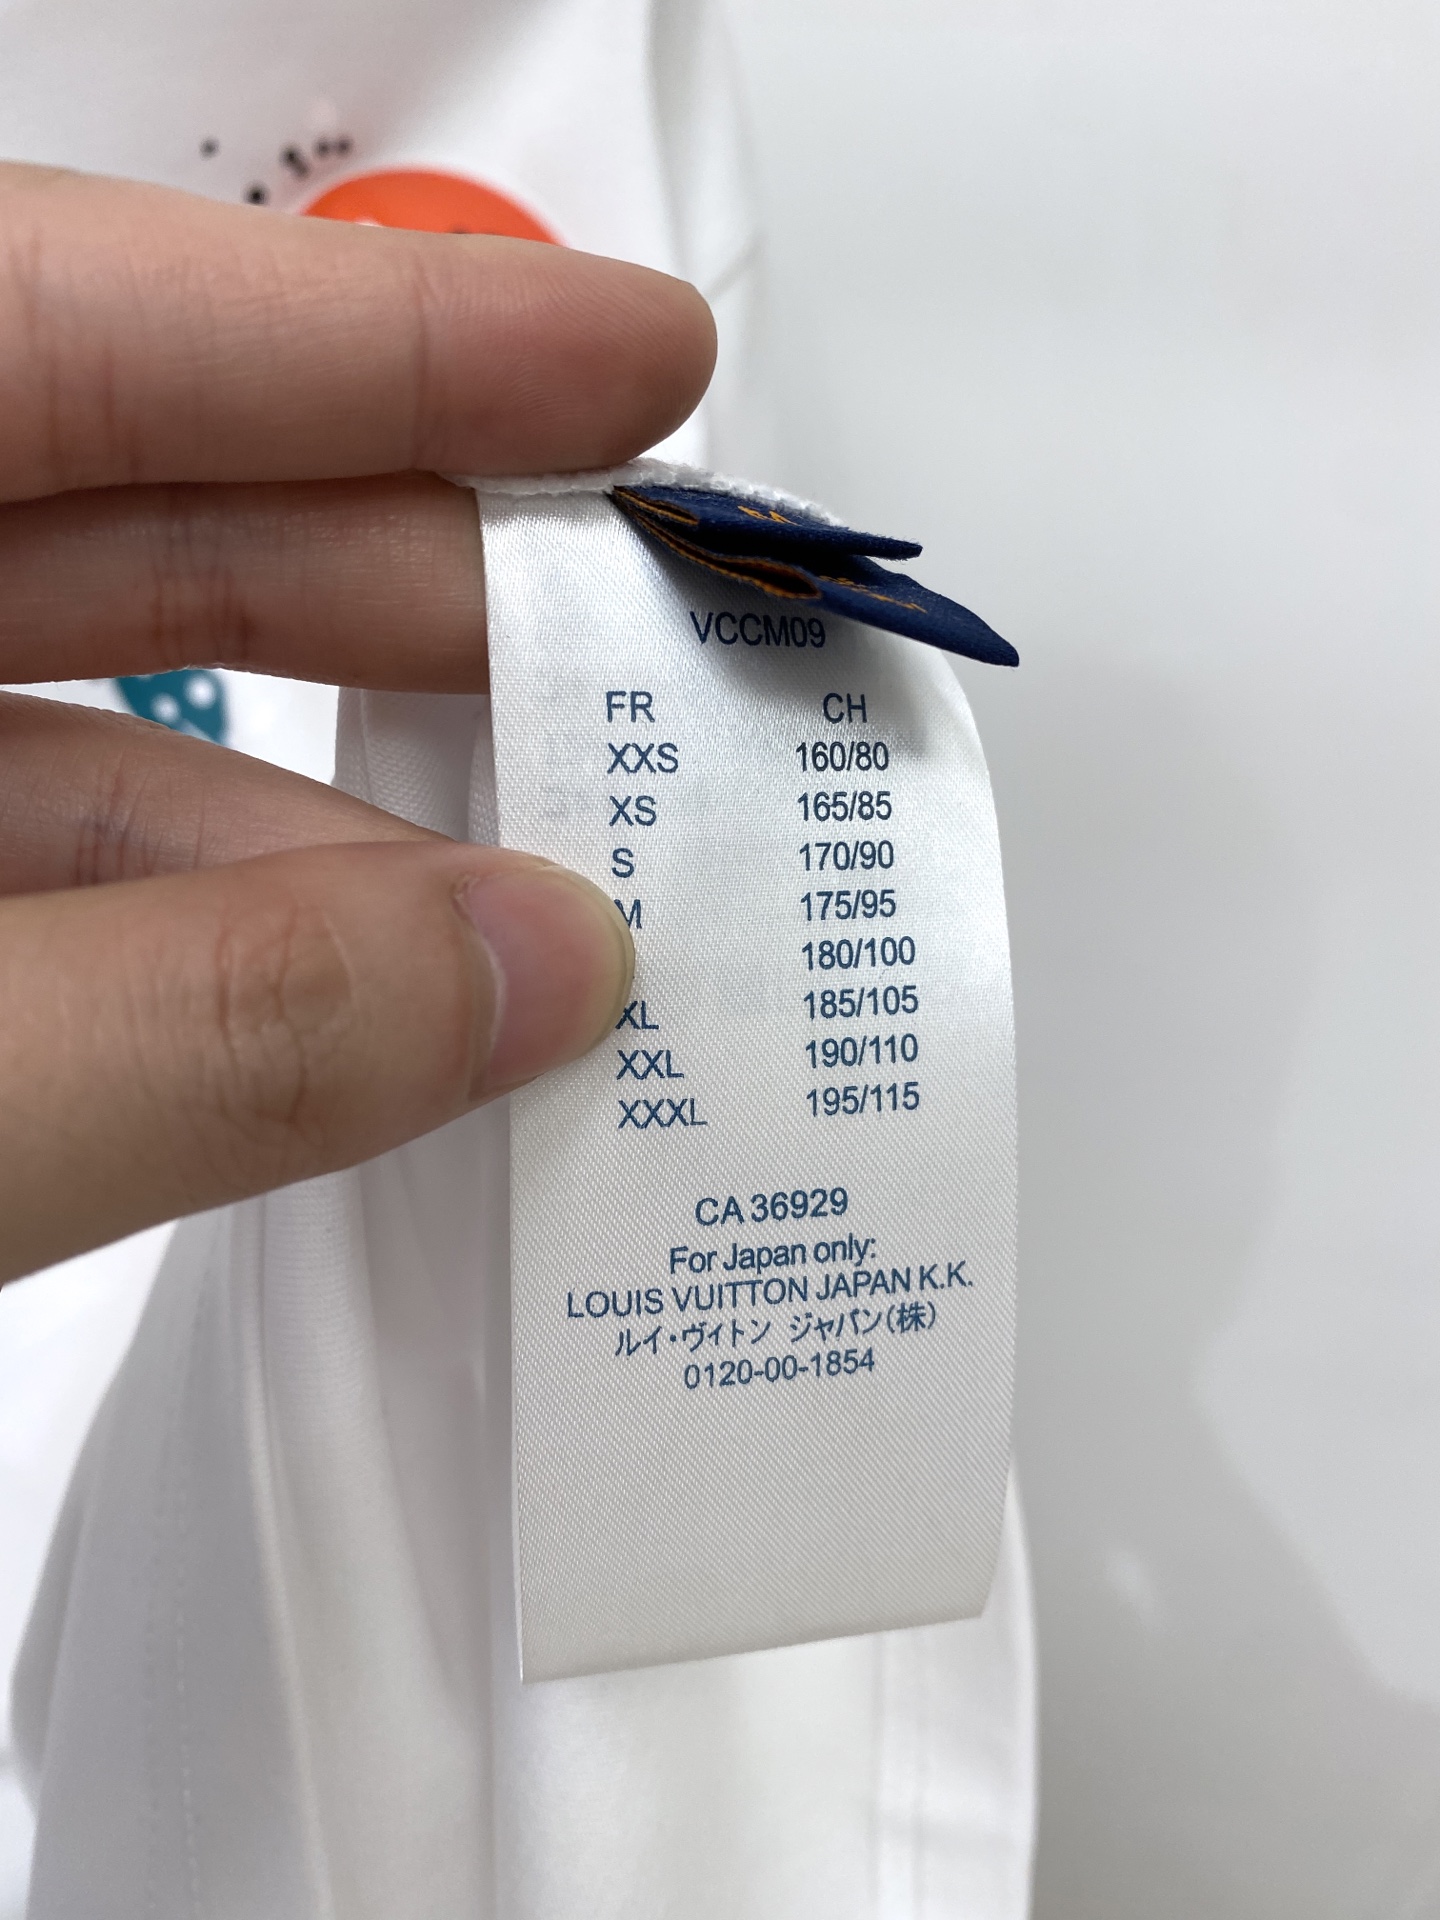 VCCM09
FR CH
XXS 160/80
XS 165/85
S 170/90
M 175/95
180/100
XL 185/105
XXL 190/110
XXXL 195/115
CA 36929
For Japan only:
LOUIS VUITTON JAPAN K.K.
ルイ・ヴィトン ジャパン(株)
0120-00-1854